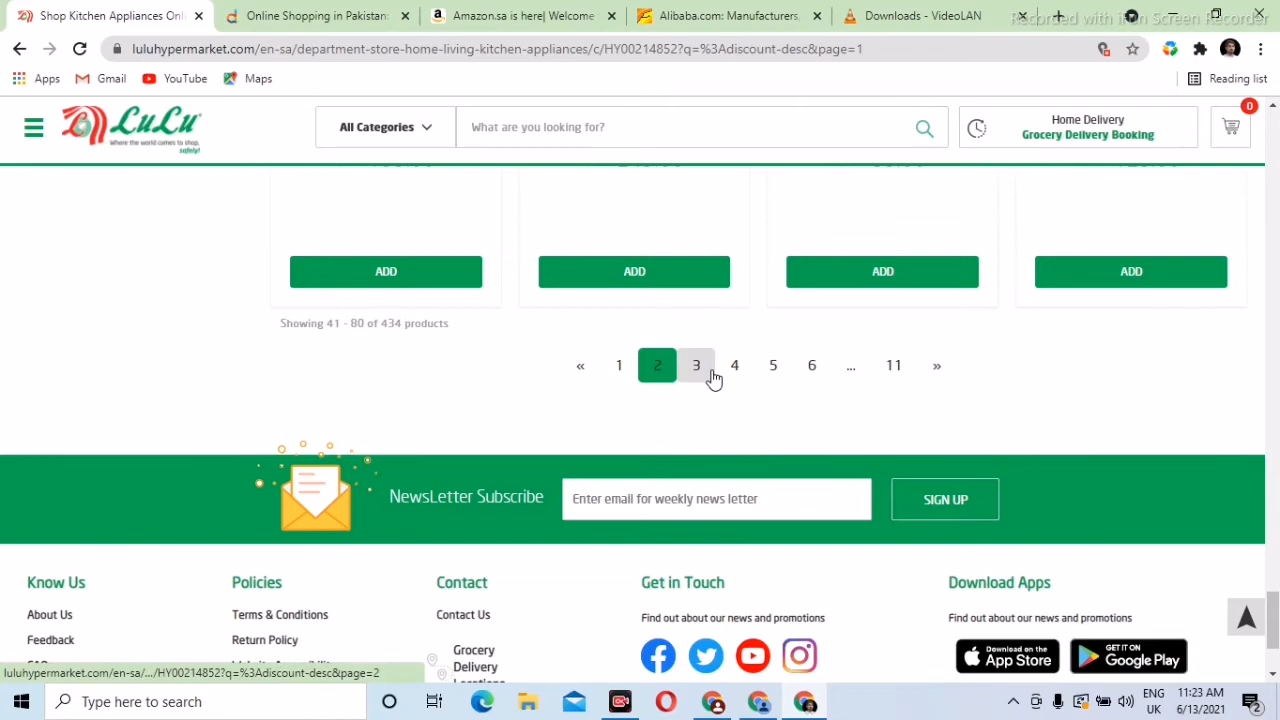 Shop Kitchen Appliances Onli
Online Shopping in Pakistan:
Amazon.sa is here| Welcome
Alibaba.com: Manufacturers,
Downloads - VideoLAN
Recorded with iFun Screen Recorder
luluhypermarket.com/en-sa/department-store-home-living-kitchen-appliances/c/HY00214852?q=%3Adiscount-desc&page=1
Apps
Gmail
YouTube
Maps
Reading list
LuLu
Where the world comes to shop,
safely!
All Categories
What are you looking for?
Home Delivery
Grocery Delivery Booking
0
ADD
ADD
ADD
ADD
Showing 41 - 80 of 434 products
« 1 2 3 4 5 6 ... 11 »
NewsLetter Subscribe
Enter email for weekly news letter
SIGN UP
Know Us
Policies
Contact
Get in Touch
Download Apps
About Us
Terms & Conditions
Contact Us
Find out about our news and promotions
Find out about our news and promotions
Feedback
Return Policy
Grocery
Delivery
Download on the
App Store
GET IT ON
Google Play
luluhypermarket.com/en-sa/.../HY00214852?q=%3Adiscount-desc&page=2
Type here to search
ENG
UK
11:23 AM
6/13/2021
2